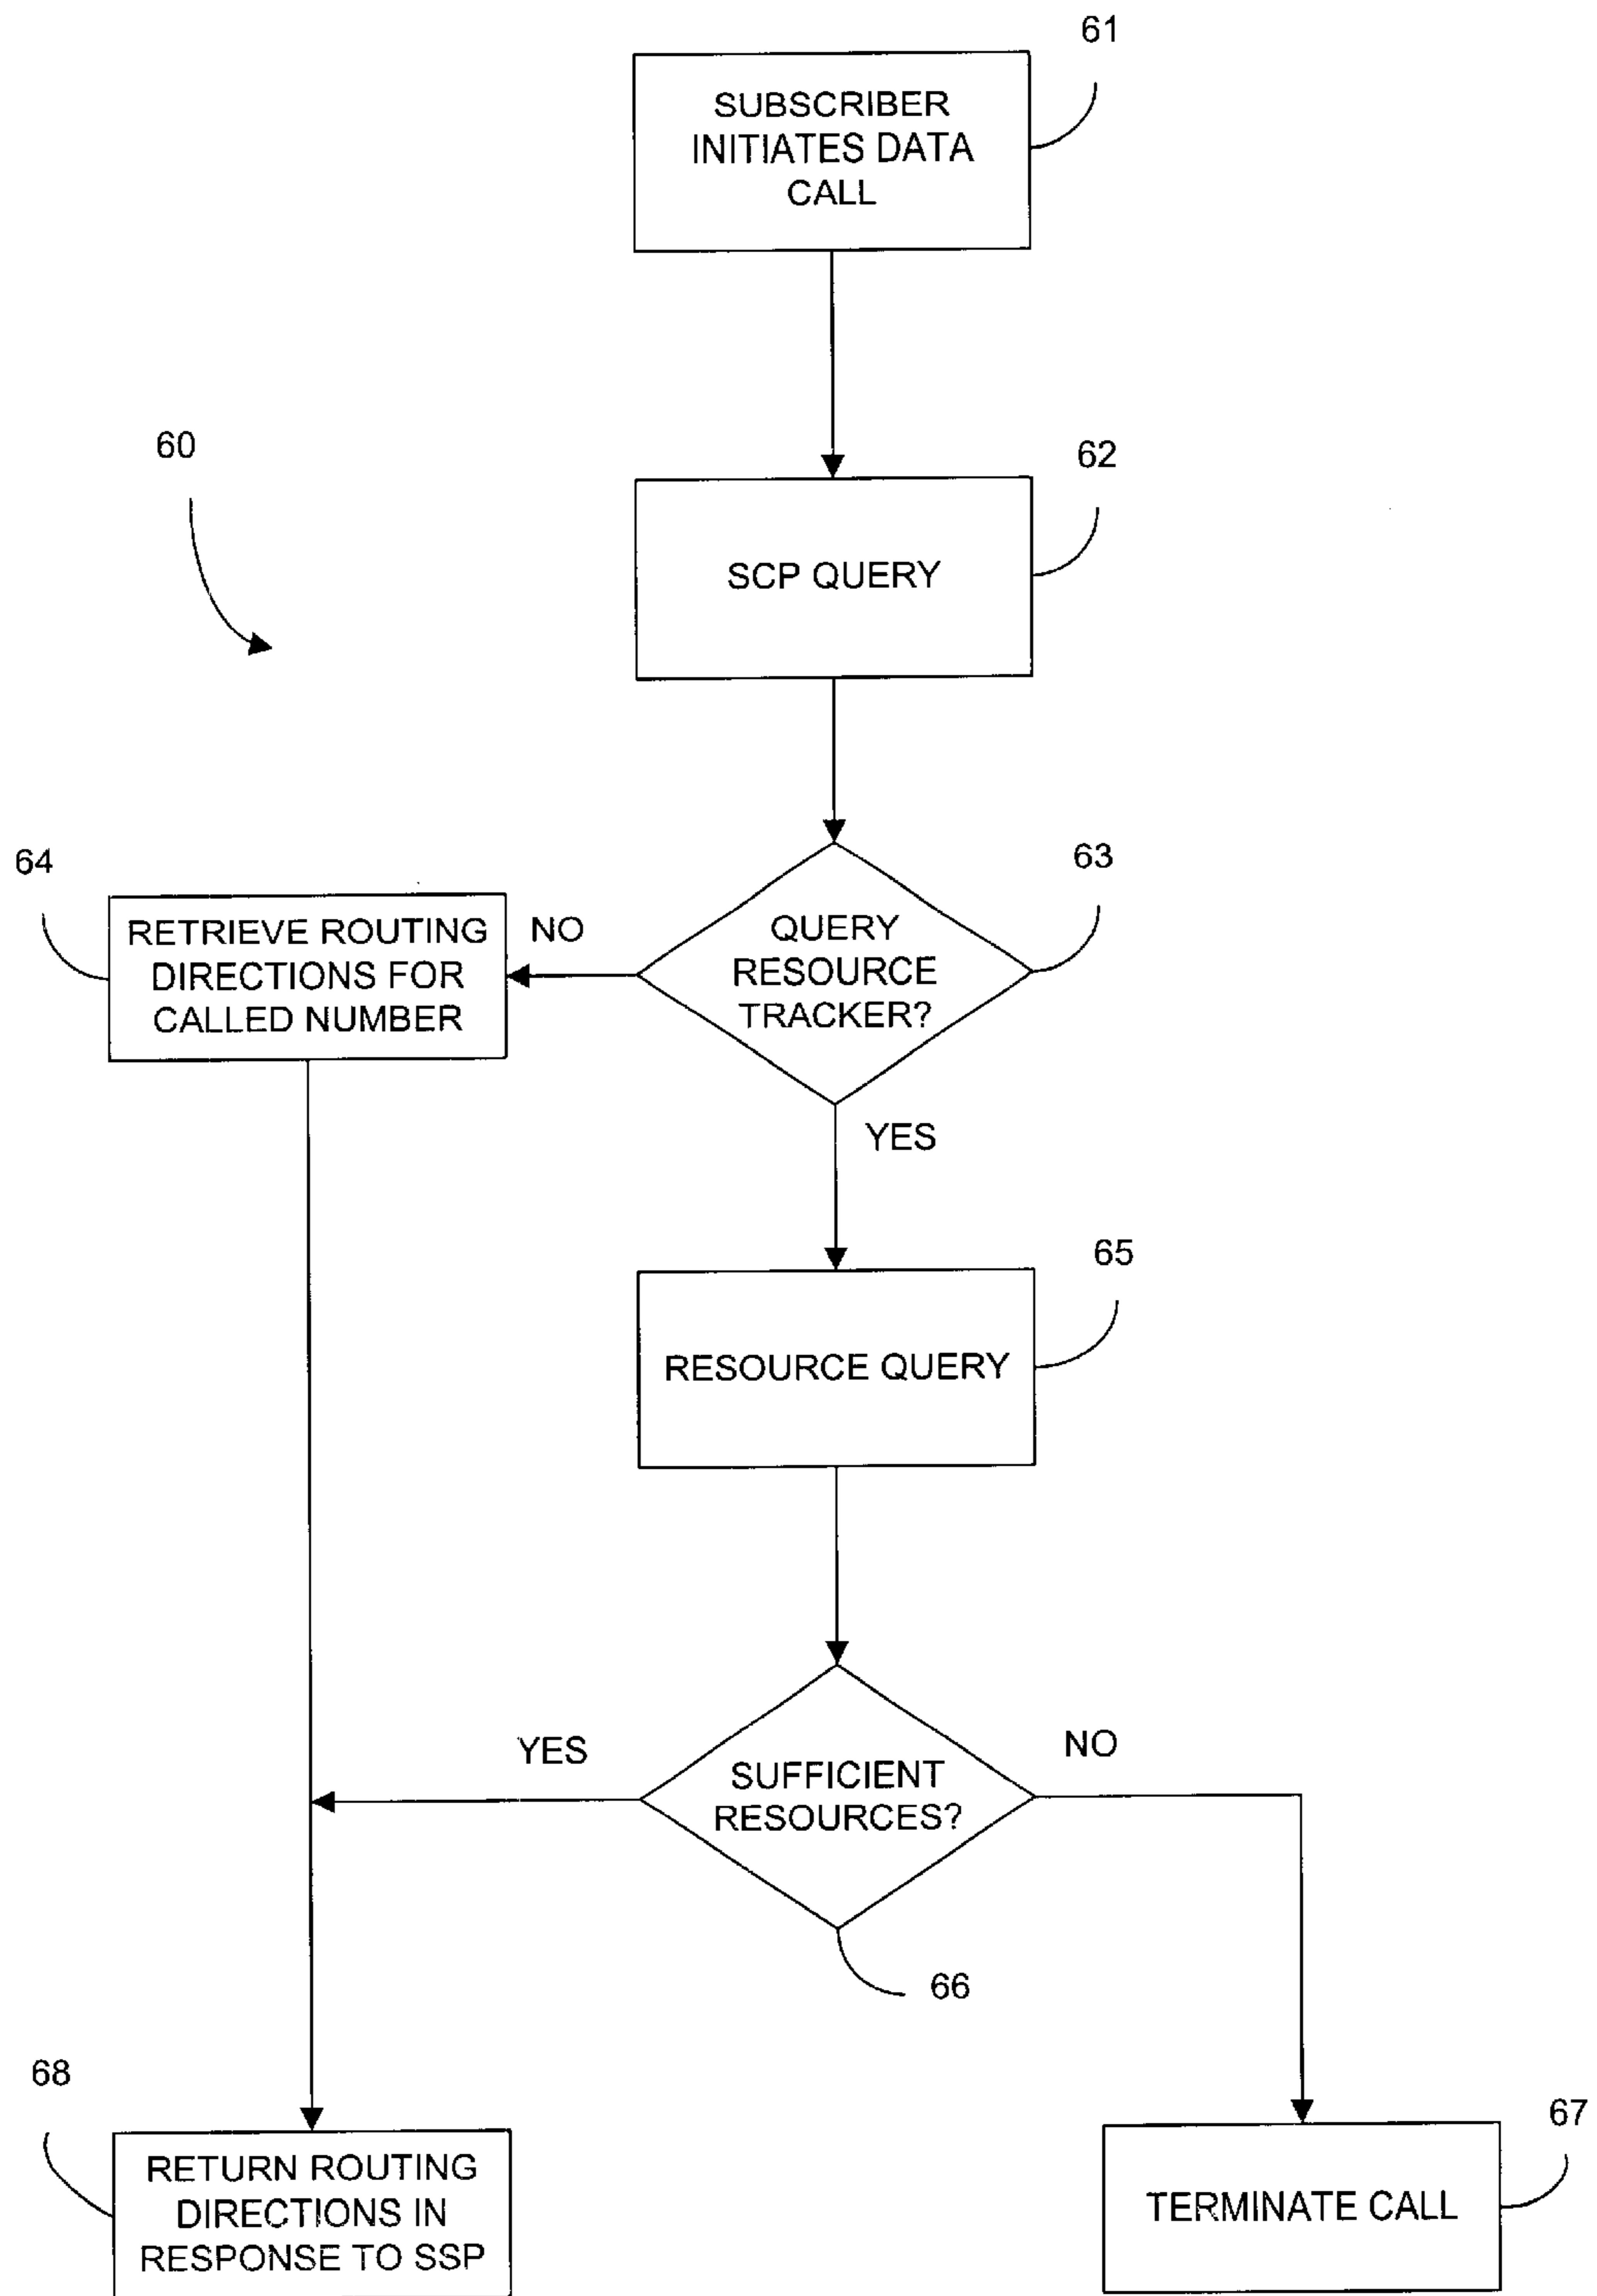 61
SUBSCRIBER
INITIATES DATA
CALL
60
62
SCP QUERY
64
63
RETRIEVE ROUTING
DIRECTIONS FOR
CALLED NUMBER
NO
QUERY
RESOURCE
TRACKER?
YES
65
RESOURCE QUERY
YES
NO
SUFFICIENT
RESOURCES?
66
68
67
RETURN ROUTING
DIRECTIONS IN
RESPONSE TO SSP
TERMINATE CALL